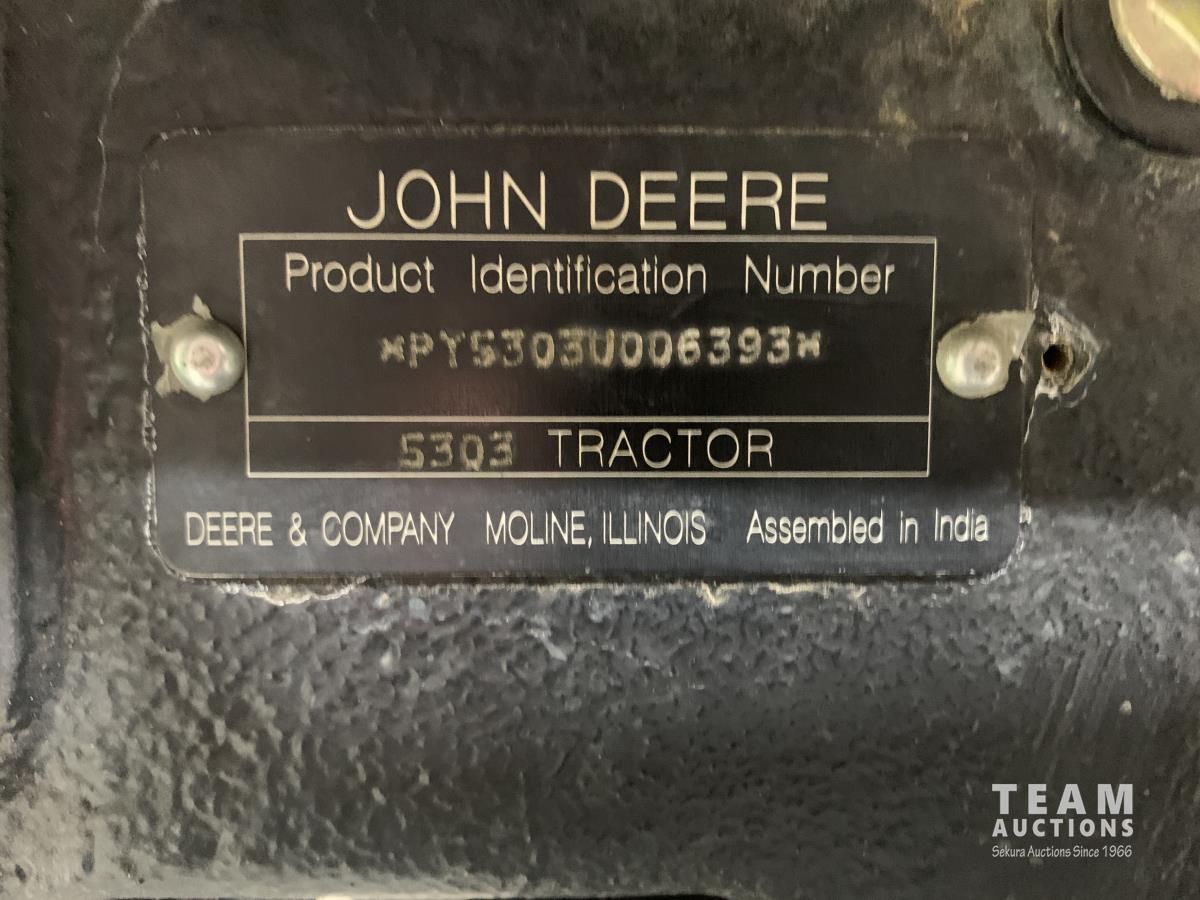 JOHN DEERE
Product Identification Number
*PY5303U006393*
5303 TRACTOR
DEERE & COMPANY MOLINE, ILLINOIS Assembled in India
TEAM
AUCTIONS
Sekura Auctions Since 1966